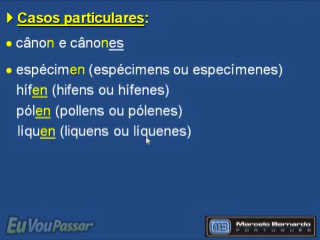 Casos particulares:
cânon e cânones
espécimen (espécimens ou especímenes)
hífen (hifens ou hífenes)
pólen (pollens ou pólenes)
líquen (liquens ou líquenes)
EuVouPassar
MB Marcelo Bernardo
PORTUGUÊS